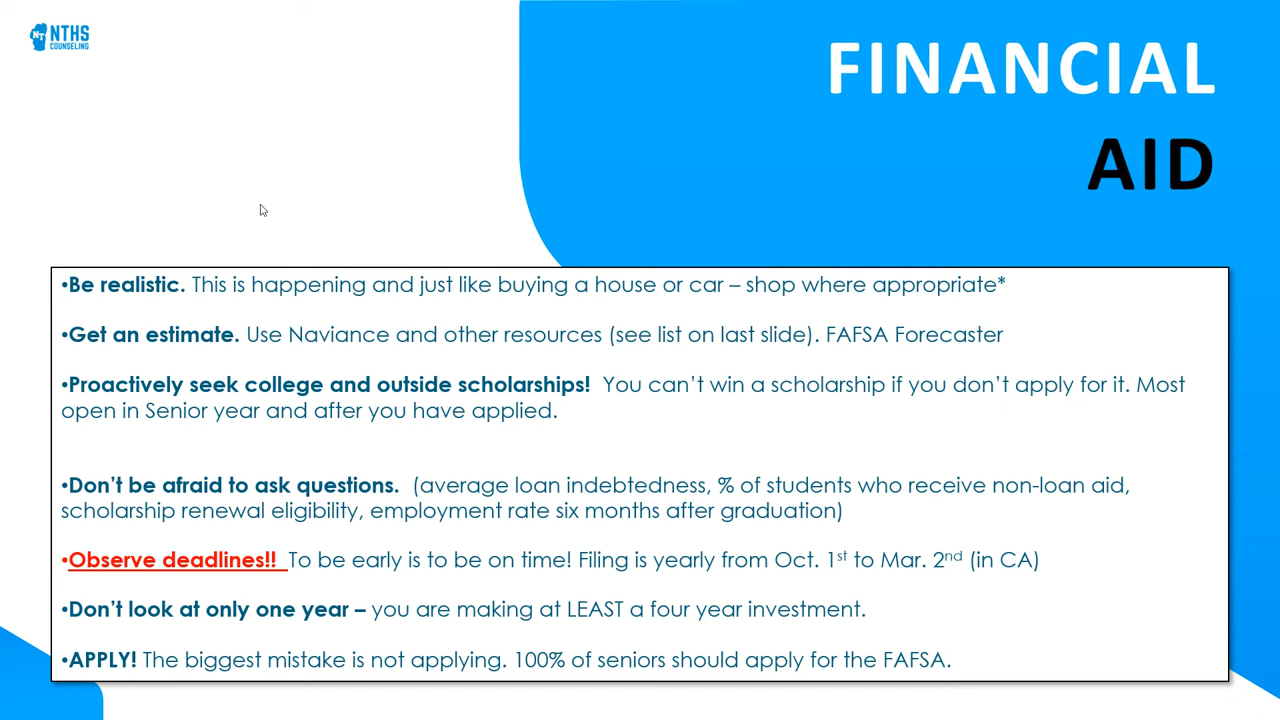 NTHS
COUNSELING
NT
FINANCIAL
AID
•Be realistic. This is happening and just like buying a house or car – shop where appropriate*
•Get an estimate. Use Naviance and other resources (see list on last slide). FAFSA Forecaster
•Proactively seek college and outside scholarships!  You can’t win a scholarship if you don’t apply for it. Most
open in Senior year and after you have applied.
•Don’t be afraid to ask questions.  (average loan indebtedness, % of students who receive non-loan aid,
scholarship renewal eligibility, employment rate six months after graduation)
•Observe deadlines!!  To be early is to be on time! Filing is yearly from Oct. 1st to Mar. 2nd (in CA)
•Don’t look at only one year – you are making at LEAST a four year investment.
•APPLY! The biggest mistake is not applying. 100% of seniors should apply for the FAFSA.